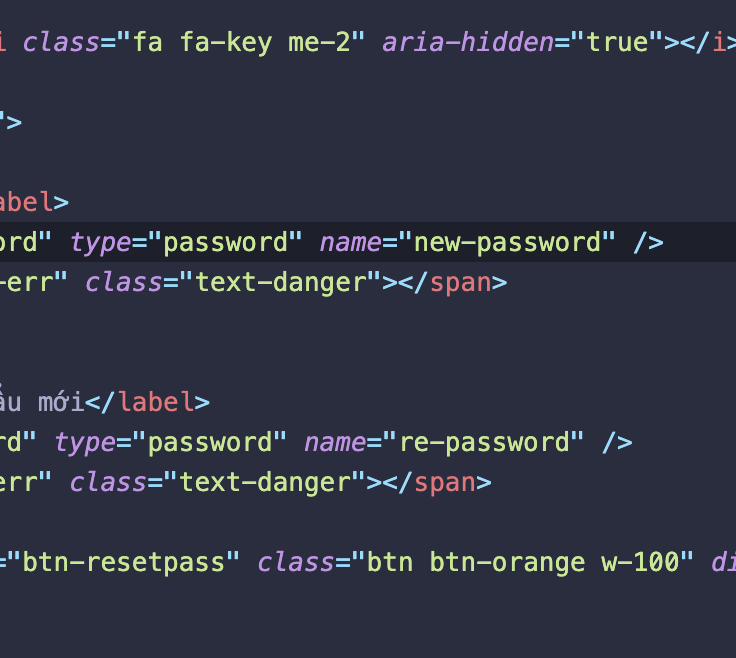 i class="fa fa-key me-2" aria-hidden="true"></i>
">
abel>
ord" type="password" name="new-password" />
-err" class="text-danger"></span>
ẩu mới</label>
rd" type="password" name="re-password" />
err" class="text-danger"></span>
="btn-resetpass" class="btn btn-orange w-100" di